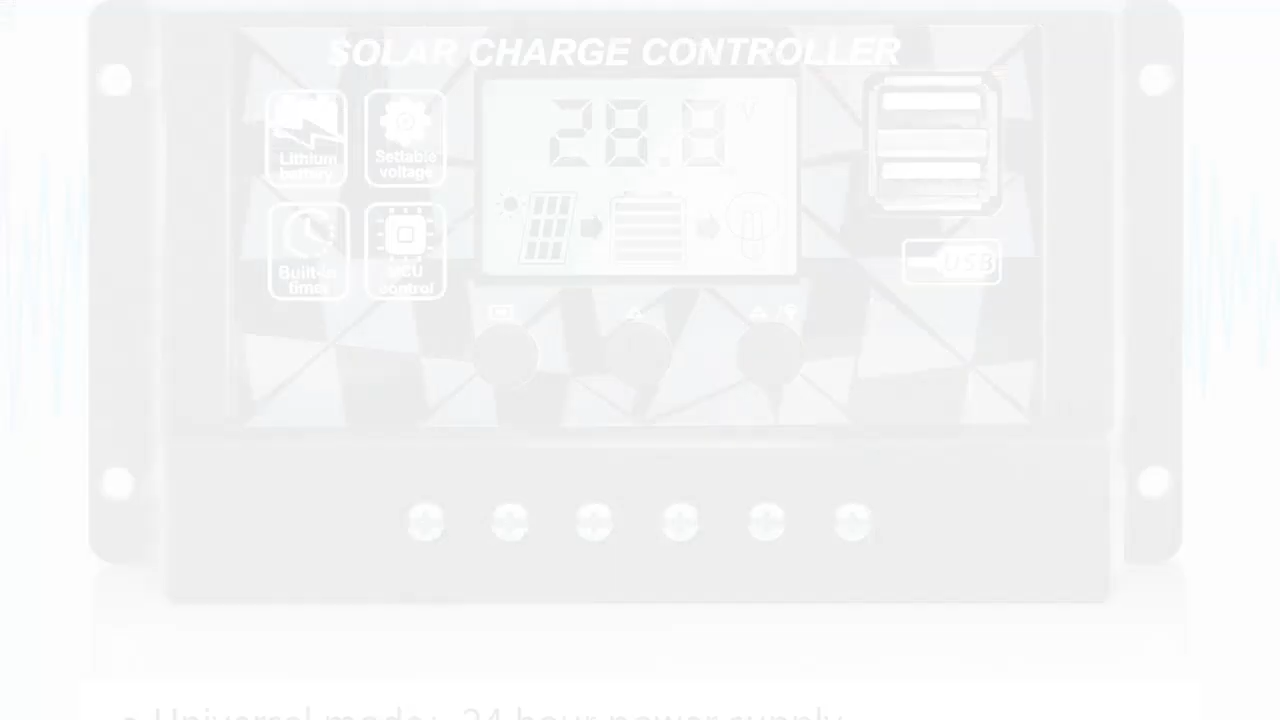 SOLAR CHARGE CONTROLLER
28.8 V
Lithium
battery
Settable
voltage
Built-in
timer
MCU
control
USB
• Universal mode: 24 hour power supply